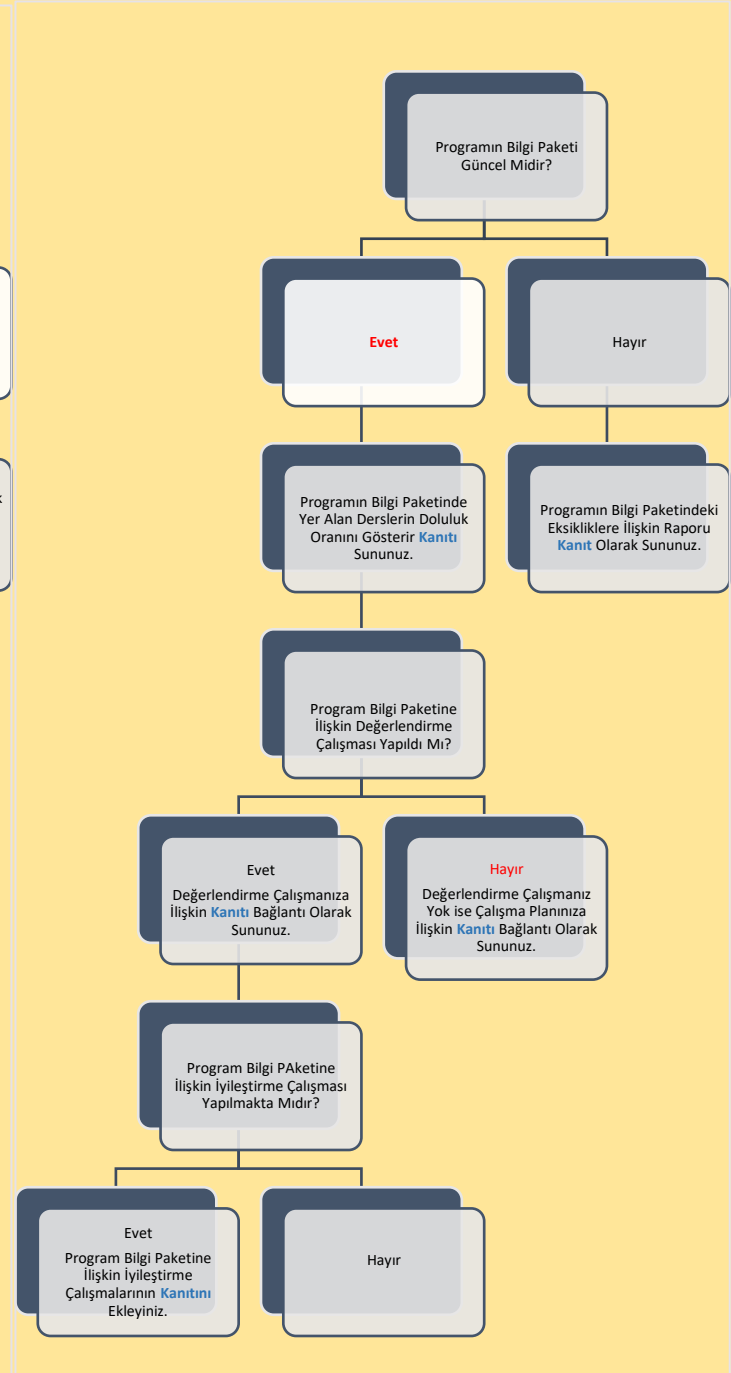 Programın Bilgi Paketi
Güncel Midir?
Evet
Hayır
Programın Bilgi Paketinde
Yer Alan Derslerin Doluluk
Oranını Gösterir Kanıtı
Sununuz.
Programın Bilgi Paketindeki
Eksikliklere İlişkin Raporu
Kanıt Olarak Sununuz.
Program Bilgi Paketine
İlişkin Değerlendirme
Çalışması Yapıldı Mı?
Evet
Değerlendirme Çalışmanıza
İlişkin Kanıtı Bağlantı Olarak
Sununuz.
Hayır
Değerlendirme Çalışmanız
Yok ise Çalışma Planınıza
İlişkin Kanıtı Bağlantı Olarak
Sununuz.
Program Bilgi PAketine
İlişkin İyileştirme Çalışması
Yapılmakta Mıdır?
Evet
Program Bilgi Paketine
İlişkin İyileştirme
Çalışmalarının Kanıtını
Ekleyiniz.
Hayır